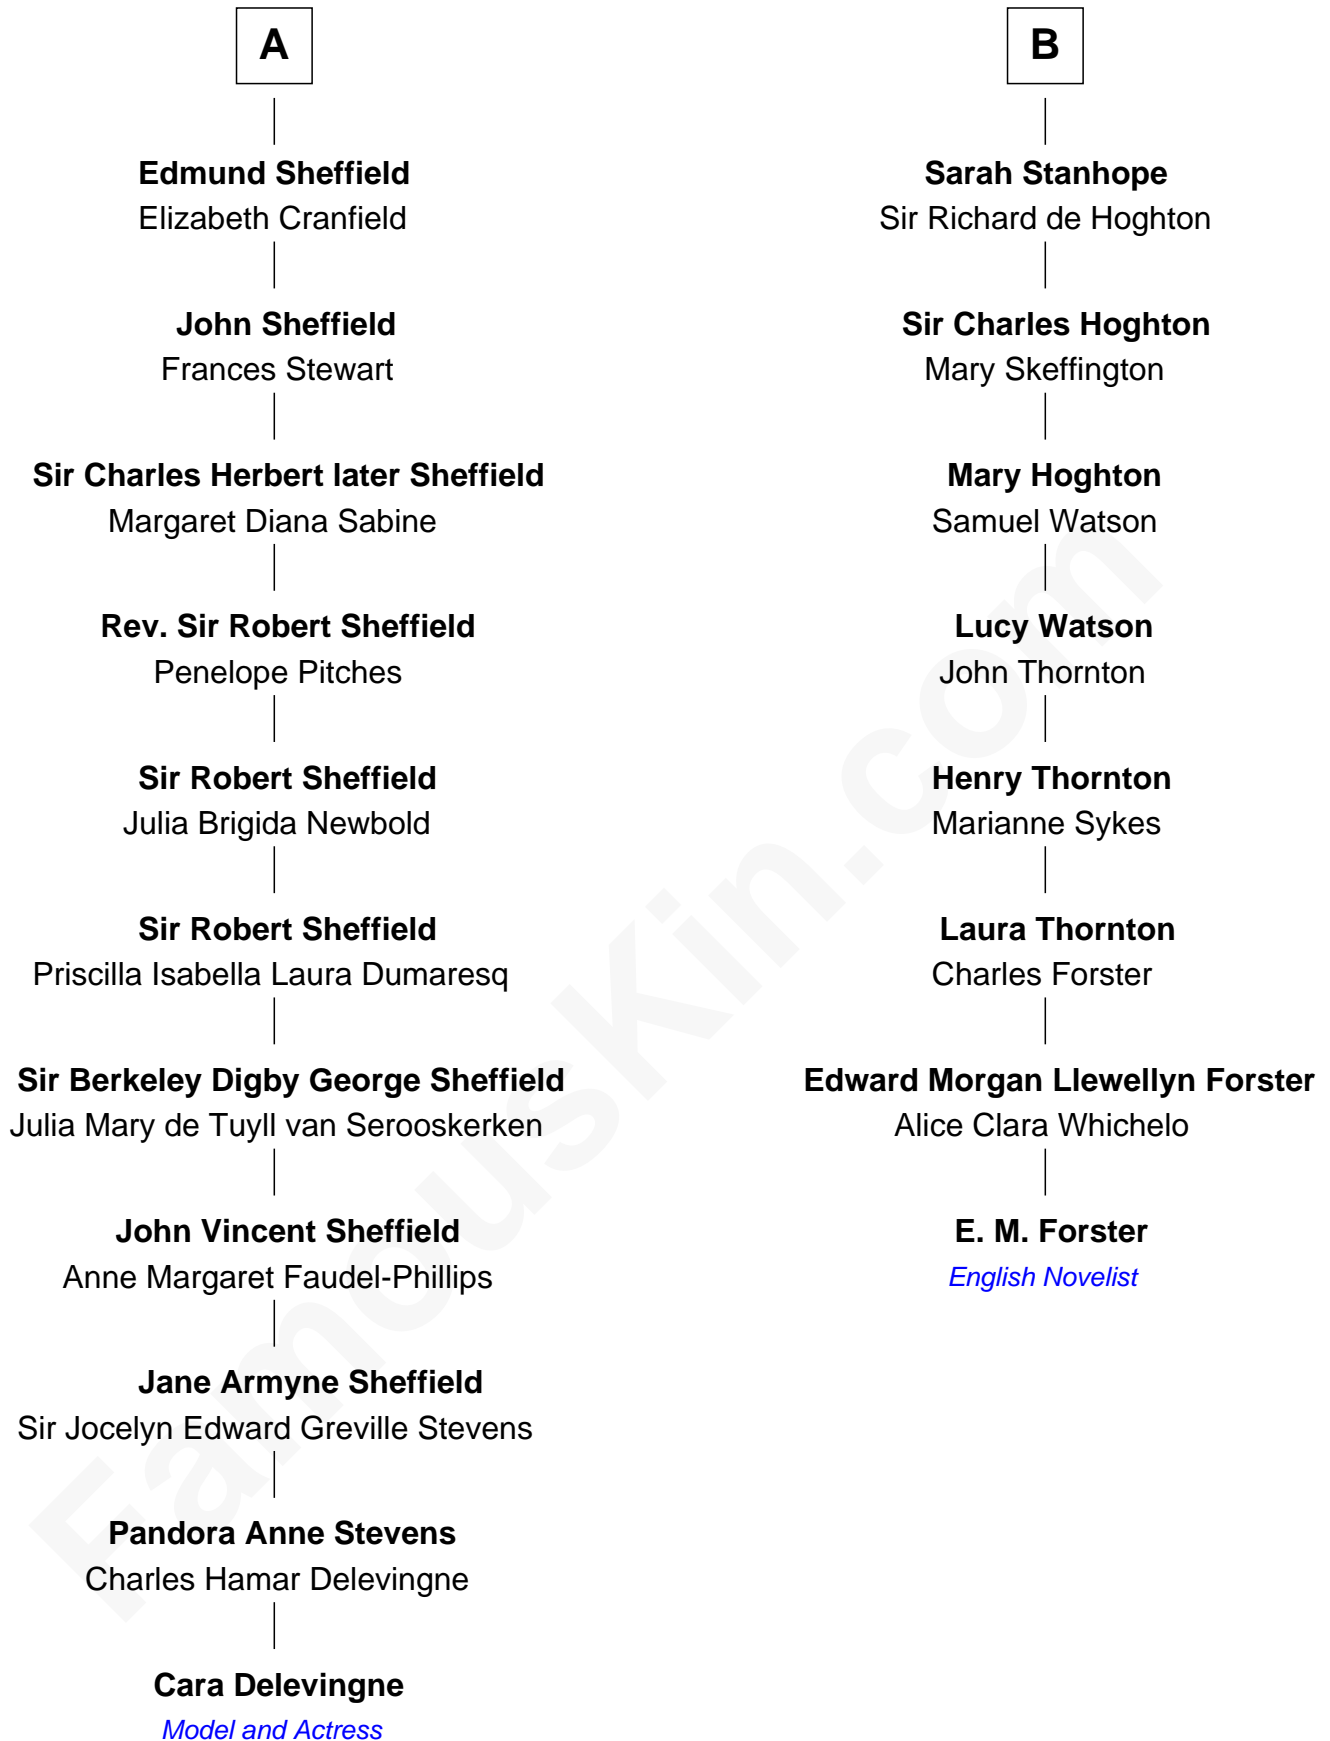 A
Edmund Sheffield
Elizabeth Cranfield
John Sheffield
Frances Stewart
Sir Charles Herbert later Sheffield
Margaret Diana Sabine
Rev. Sir Robert Sheffield
Penelope Pitches
Sir Robert Sheffield
Julia Brigida Newbold
Sir Robert Sheffield
Priscilla Isabella Laura Dumaresq
Sir Berkeley Digby George Sheffield
Julia Mary de Tuyll van Serooskerken
John Vincent Sheffield
Anne Margaret Faudel-Phillips
Jane Armyne Sheffield
Sir Jocelyn Edward Greville Stevens
Pandora Anne Stevens
Charles Hamar Delevingne
Cara Delevingne
Model and Actress
B
Sarah Stanhope
Sir Richard de Hoghton
Sir Charles Hoghton
Mary Skeffington
Mary Hoghton
Samuel Watson
Lucy Watson
John Thornton
Henry Thornton
Marianne Sykes
Laura Thornton
Charles Forster
Edward Morgan Llewellyn Forster
Alice Clara Whichelo
E. M. Forster
English Novelist
FamousKin.com